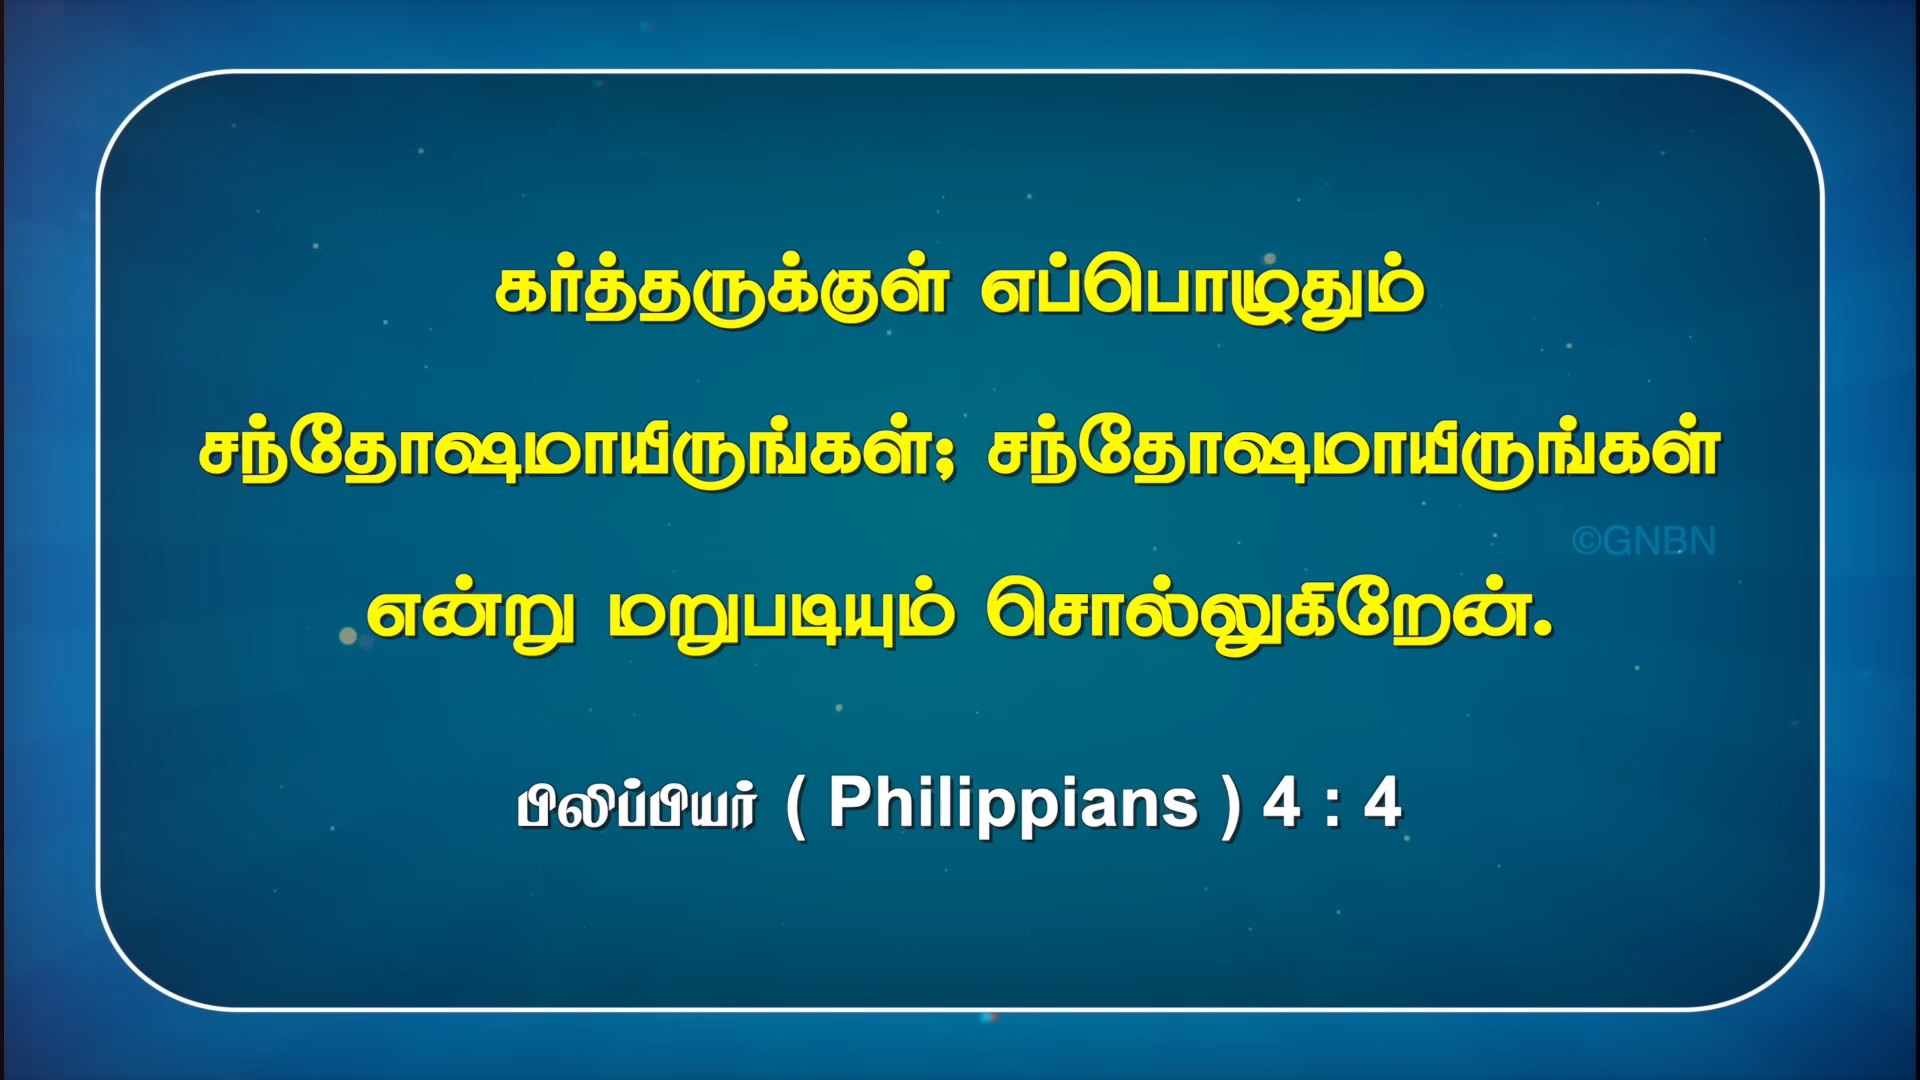 கர்த்தருக்குள் எப்பொழுதும்
சந்தோஷமாயிருங்கள்; சந்தோஷமாயிருங்கள்
©GNBN
என்று மறுபடியும் சொல்லுகிறேன்.
பிலிப்பியர் ( Philippians ) 4 : 4